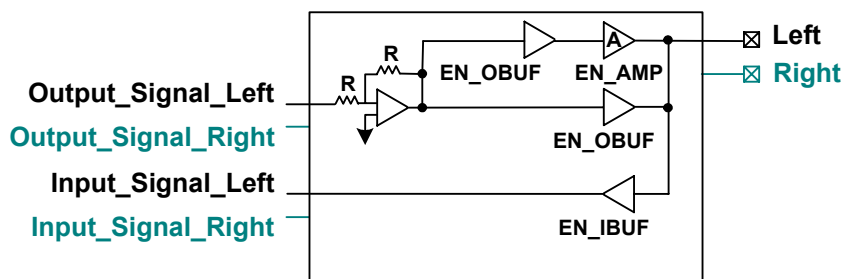 Left
Right
R
R
A
EN_OBUF
EN_AMP
Output_Signal_Left
Output_Signal_Right
EN_OBUF
Input_Signal_Left
Input_Signal_Right
EN_IBUF